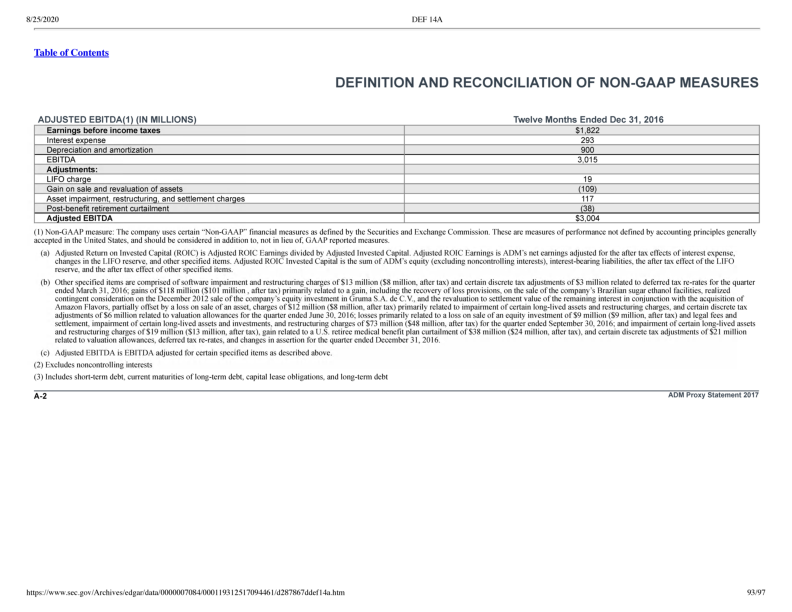 8/25/2020 DEF 14A
Table of Contents
DEFINITION AND RECONCILIATION OF NON-GAAP MEASURES
ADJUSTED EBITDA(1) (IN MILLIONS) Twelve Months Ended Dec 31, 2016
Earnings before income taxes $1,822
Interest expense 293
Depreciation and amortization 900
EBITDA 3,015
Adjustments:
LIFO charge 19
Gain on sale and revaluation of assets (109)
Asset impairment, restructuring, and settlement charges 117
Post-benefit retirement curtailment (38)
Adjusted EBITDA $3,004
(1) Non-GAAP measure: The company uses certain “Non-GAAP” financial measures as defined by the Securities and Exchange Commission. These are measures of performance not defined by accounting principles generally
accepted in the United States, and should be considered in addition to, not in lieu of, GAAP reported measures.
(a) Adjusted Return on Invested Capital (ROIC) is Adjusted ROIC Earnings divided by Adjusted Invested Capital. Adjusted ROIC Earnings is ADM’s net earnings adjusted for the after tax effects of interest expense,
changes in the LIFO reserve, and other specified items. Adjusted ROIC Invested Capital is the sum of ADM’s equity (excluding noncontrolling interests), interest-bearing liabilities, the after tax effect of the LIFO
reserve, and the after tax effect of other specified items.
(b) Other specified items are comprised of software impairment and restructuring charges of $13 million ($8 million, after tax) and certain discrete tax adjustments of $3 million related to deferred tax re-rates for the quarter
ended March 31, 2016; gains of $118 million ($101 million , after tax) primarily related to a gain, including the recovery of loss provisions, on the sale of the company’s Brazilian sugar ethanol facilities, realized
contingent consideration on the December 2012 sale of the company’s equity investment in Gruma S.A. de C.V., and the revaluation to settlement value of the remaining interest in conjunction with the acquisition of
Amazon Flavors, partially offset by a loss on sale of an asset, charges of $12 million ($8 million, after tax) primarily related to impairment of certain long-lived assets and restructuring charges, and certain discrete tax
adjustments of $6 million related to valuation allowances for the quarter ended June 30, 2016; losses primarily related to a loss on sale of an equity investment of $9 million ($9 million, after tax) and legal fees and
settlement, impairment of certain long-lived assets and investments, and restructuring charges of $73 million ($48 million, after tax) for the quarter ended September 30, 2016; and impairment of certain long-lived assets
and restructuring charges of $19 million ($13 million, after tax), gain related to a U.S. retiree medical benefit plan curtailment of $38 million ($24 million, after tax), and certain discrete tax adjustments of $21 million
related to valuation allowances, deferred tax re-rates, and changes in assertion for the quarter ended December 31, 2016.
(c) Adjusted EBITDA is EBITDA adjusted for certain specified items as described above.
(2) Excludes noncontrolling interests
(3) Includes short-term debt, current maturities of long-term debt, capital lease obligations, and long-term debt
A-2 ADM Proxy Statement 2017
https://www.sec.gov/Archives/edgar/data/0000007084/000119312517094461/d287867ddef14a.htm 93/97